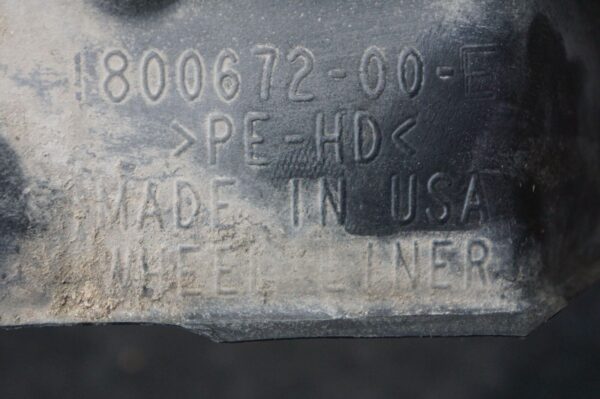 1800672-00-E
>PE-HD<
MADE IN USA
WHEEL LINER